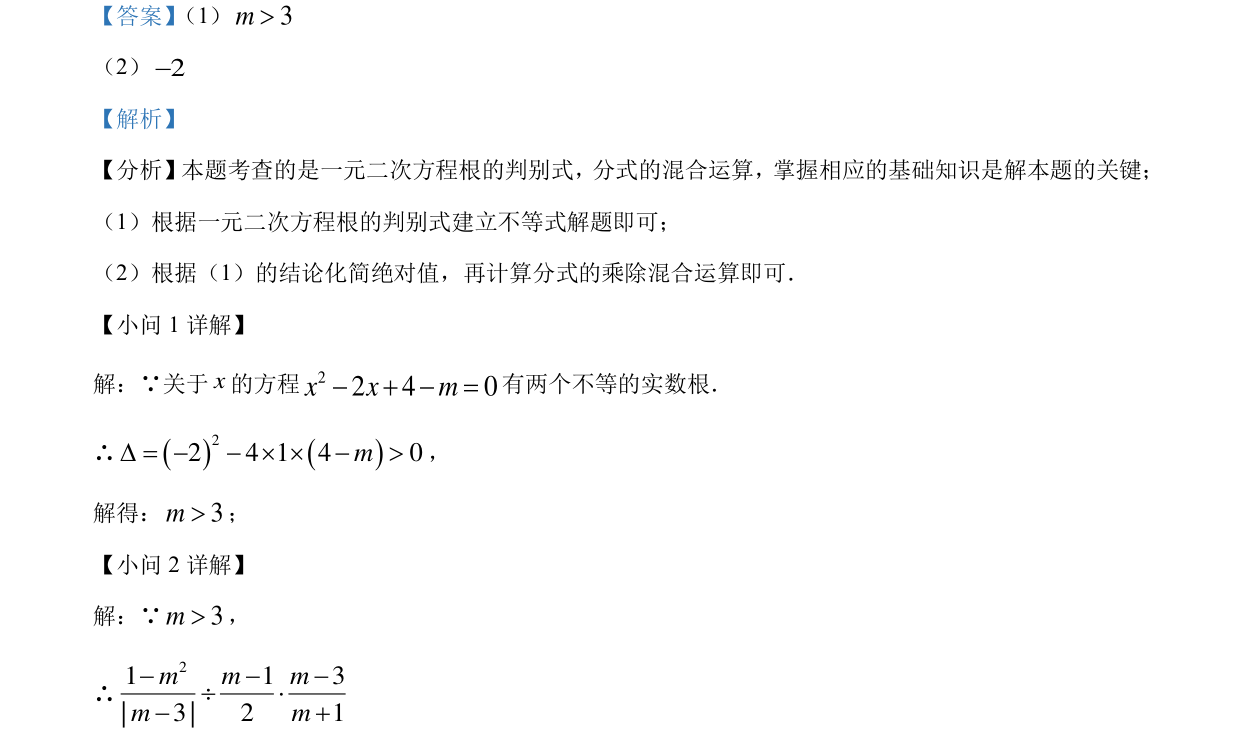 【答案】（1）m > 3
（2）−2
【解析】
【分析】本题考查的是一元二次方程根的判别式，分式的混合运算，掌握相应的基础知识是解本题的关键；
（1）根据一元二次方程根的判别式建立不等式解题即可；
（2）根据（1）的结论化简绝对值，再计算分式的乘除混合运算即可．
【小问 1 详解】
解：∵关于 x 的方程 x² − 2x + 4 − m = 0 有两个不等的实数根．
∴ Δ = (−2)² − 4×1×(4 − m) > 0，
解得：m > 3；
【小问 2 详解】
解：∵ m > 3，
∴ \frac{1-m^2}{|m-3|} ÷ \frac{m-1}{2} · \frac{m-3}{m+1}